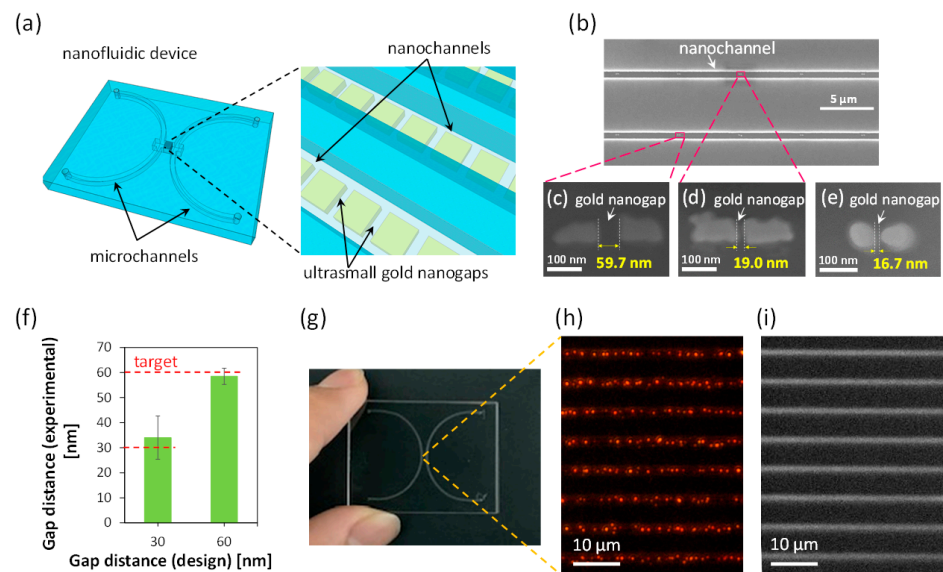 (a)
nanofluidic device
nanochannels
microchannels
ultrasmall gold nanogaps
(b)
nanochannel
5 μm
(c)
gold nanogap
100 nm
59.7 nm
(d)
gold nanogap
100 nm
19.0 nm
(e)
gold nanogap
100 nm
16.7 nm
(f)
Gap distance (experimental)
[nm]
70
60
50
40
30
20
10
0
target
30
60
Gap distance (design) [nm]
(g)
(h)
10 μm
(i)
10 μm